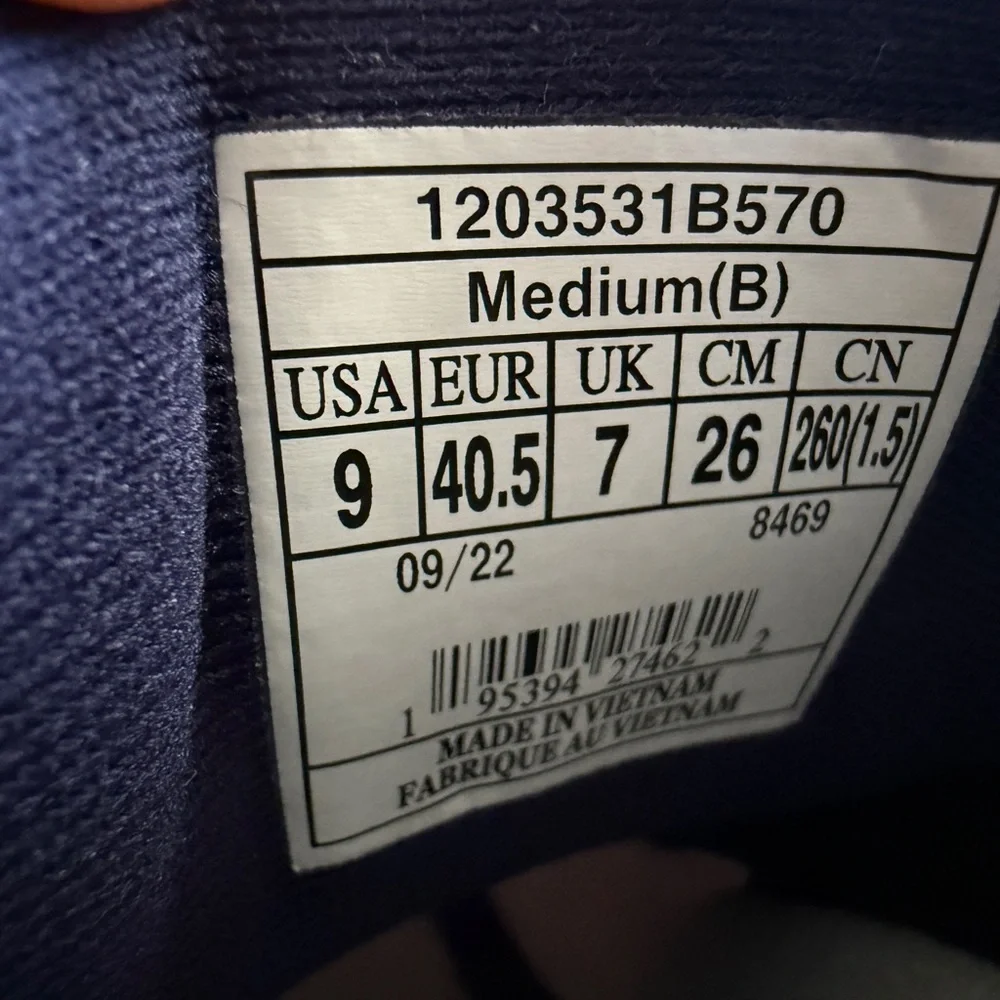 1203531B570
Medium(B)
USA EUR UK CM CN
9 40.5 7 26 260(1.5)
09/22 8469
1 95394 27462 2
MADE IN VIETNAM
FABRIQUE AU VIETNAM